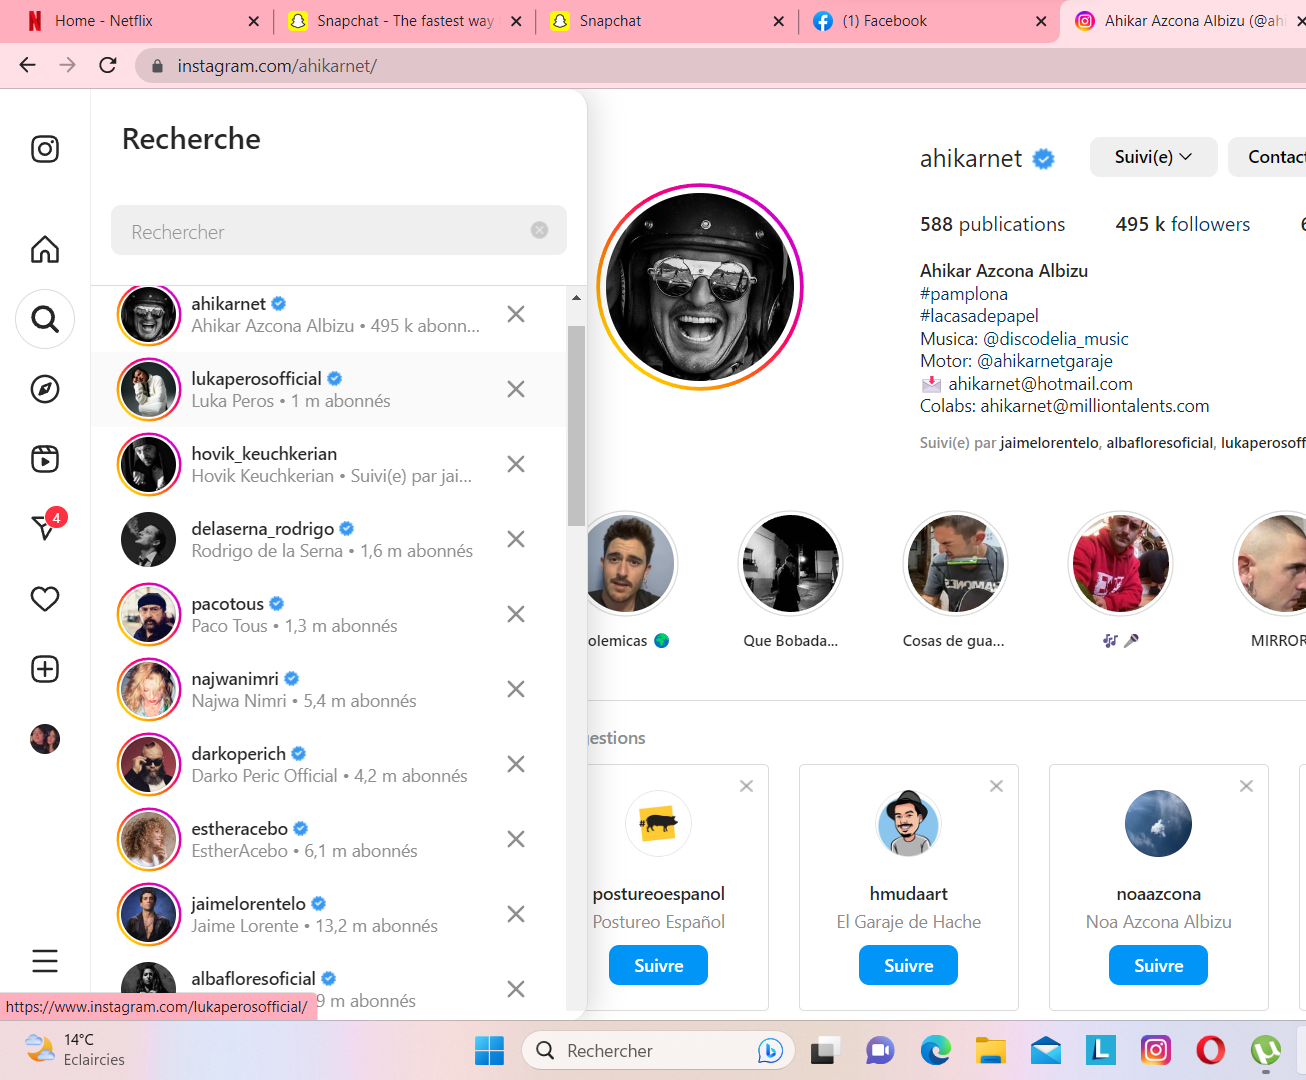 Home - Netflix
Snapchat - The fastest way
Snapchat
(1) Facebook
Ahikar Azcona Albizu (@ahi
instagram.com/ahikarnet/
Recherche
Rechercher
ahikarnet
Ahikar Azcona Albizu • 495 k abonn...
lukaperosofficial
Luka Peros • 1 m abonnés
hovik_keuchkerian
Hovik Keuchkerian • Suivi(e) par jai...
delaserna_rodrigo
Rodrigo de la Serna • 1,6 m abonnés
pacotous
Paco Tous • 1,3 m abonnés
najwanimri
Najwa Nimri • 5,4 m abonnés
darkoperich
Darko Peric Official • 4,2 m abonnés
estheracebo
EstherAcebo • 6,1 m abonnés
jaimelorentelo
Jaime Lorente • 13,2 m abonnés
albafloresoficial
9 m abonnés
4
https://www.instagram.com/lukaperosofficial/
ahikarnet
Suivi(e)
Contact
588 publications
495 k followers
Ahikar Azcona Albizu
#pamplona
#lacasadepapel
Musica: @discodelia_music
Motor: @ahikarnetgaraje
ahikarnet@hotmail.com
Colabs: ahikarnet@milliontalents.com
Suivi(e) par jaimelorentelo, albafloresoficial, lukaperosoff
olemicas
Que Bobada...
Cosas de gua...
MIRROR
gestions
postureoespanol
Postureo Español
Suivre
hmudaart
El Garaje de Hache
Suivre
noaazcona
Noa Azcona Albizu
Suivre
14°C
Eclaircies
Rechercher